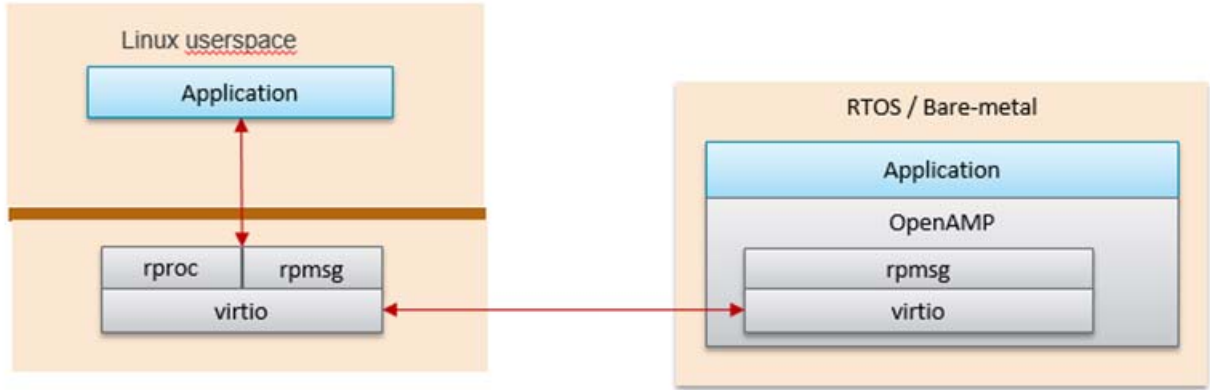 Linux userspace
Application
rproc
rpmsg
virtio
RTOS / Bare-metal
Application
OpenAMP
rpmsg
virtio